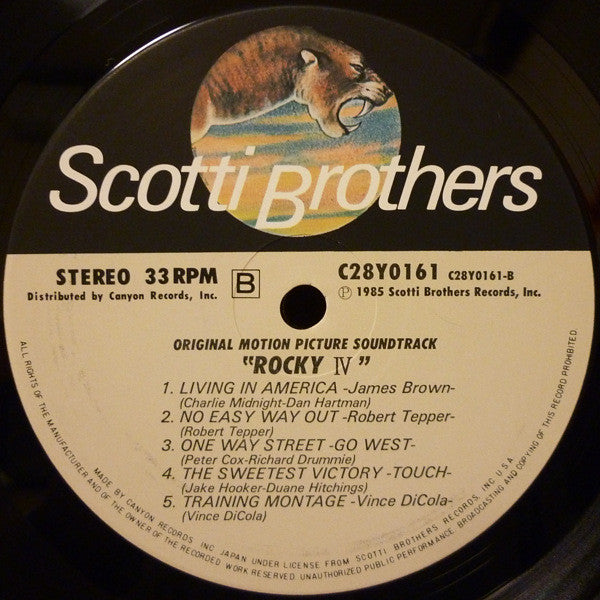 Scotti Brothers
STEREO 33 RPM B C28Y0161 C28Y0161-B
Distributed by Canyon Records, Inc. ℗ 1985 Scotti Brothers Records, Inc.
ORIGINAL MOTION PICTURE SOUNDTRACK
"ROCKY IV"
1. LIVING IN AMERICA -James Brown-
(Charlie Midnight-Dan Hartman)
2. NO EASY WAY OUT -Robert Tepper-
(Robert Tepper)
3. ONE WAY STREET -GO WEST-
(Peter Cox-Richard Drummie)
4. THE SWEETEST VICTORY -TOUCH-
(Jake Hooker-Duane Hitchings)
5. TRAINING MONTAGE -Vince DiCola-
(Vince DiCola)
MADE BY CANYON RECORDS INC JAPAN UNDER LICENSE FROM SCOTTI BROTHERS RECORDS, INC U.S.A.
ALL RIGHTS OF THE MANUFACTURER AND OF THE OWNER OF THE RECORDED WORK RESERVED. UNAUTHORIZED PUBLIC PERFORMANCE, BROADCASTING AND COPYING OF THIS RECORD PROHIBITED.